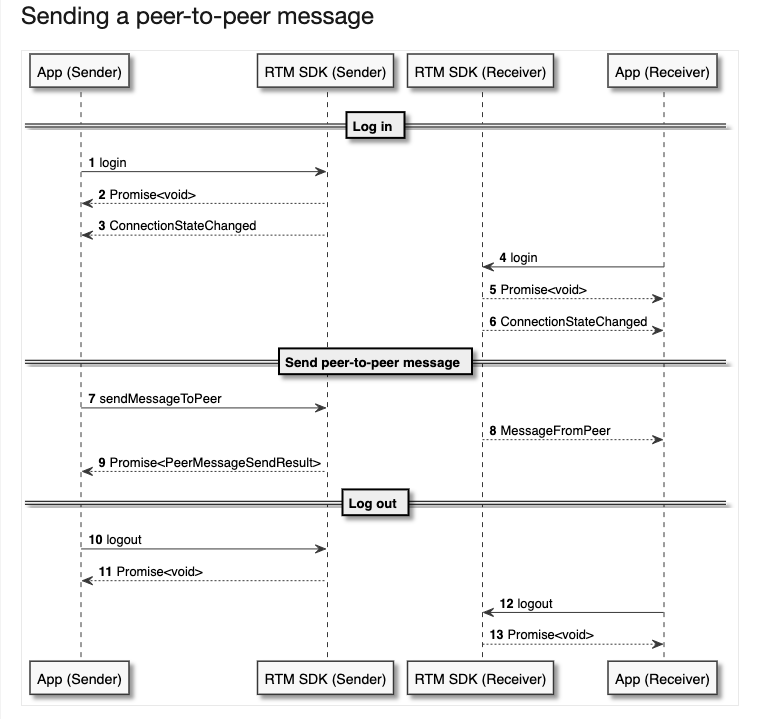 Sending a peer-to-peer message
App (Sender)
RTM SDK (Sender)
RTM SDK (Receiver)
App (Receiver)
Log in
1 login
2 Promise<void>
3 ConnectionStateChanged
4 login
5 Promise<void>
6 ConnectionStateChanged
Send peer-to-peer message
7 sendMessageToPeer
8 MessageFromPeer
9 Promise<PeerMessageSendResult>
Log out
10 logout
11 Promise<void>
12 logout
13 Promise<void>
App (Sender)
RTM SDK (Sender)
RTM SDK (Receiver)
App (Receiver)